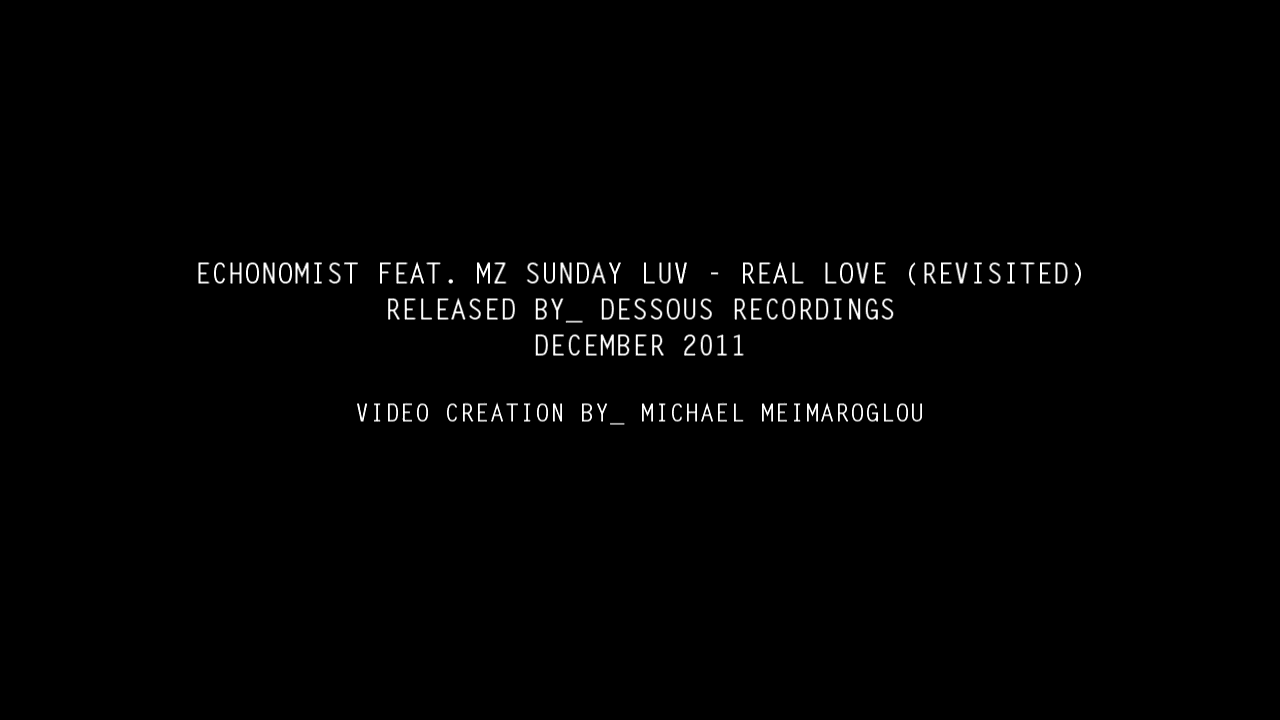 ECHONOMIST FEAT. MZ SUNDAY LUV - REAL LOVE (REVISITED)
RELEASED BY_ DESSOUS RECORDINGS
DECEMBER 2011
VIDEO CREATION BY_ MICHAEL MEIMAROGLOU